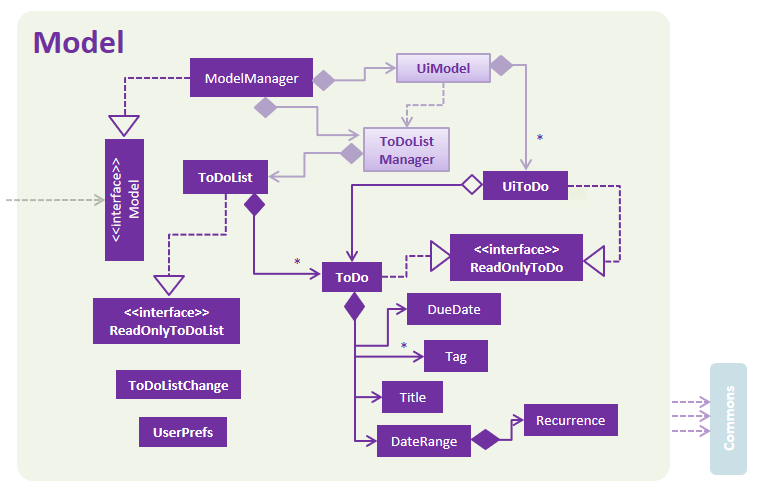 Model
ModelManager
UiModel
ToDoList
Manager
*
<<interface>>
Model
ToDoList
UiToDo
<<interface>>
ReadOnlyToDo
*
ToDo
<<interface>>
ReadOnlyToDoList
DueDate
*
Tag
ToDoListChange
Title
Recurrence
UserPrefs
DateRange
Commons